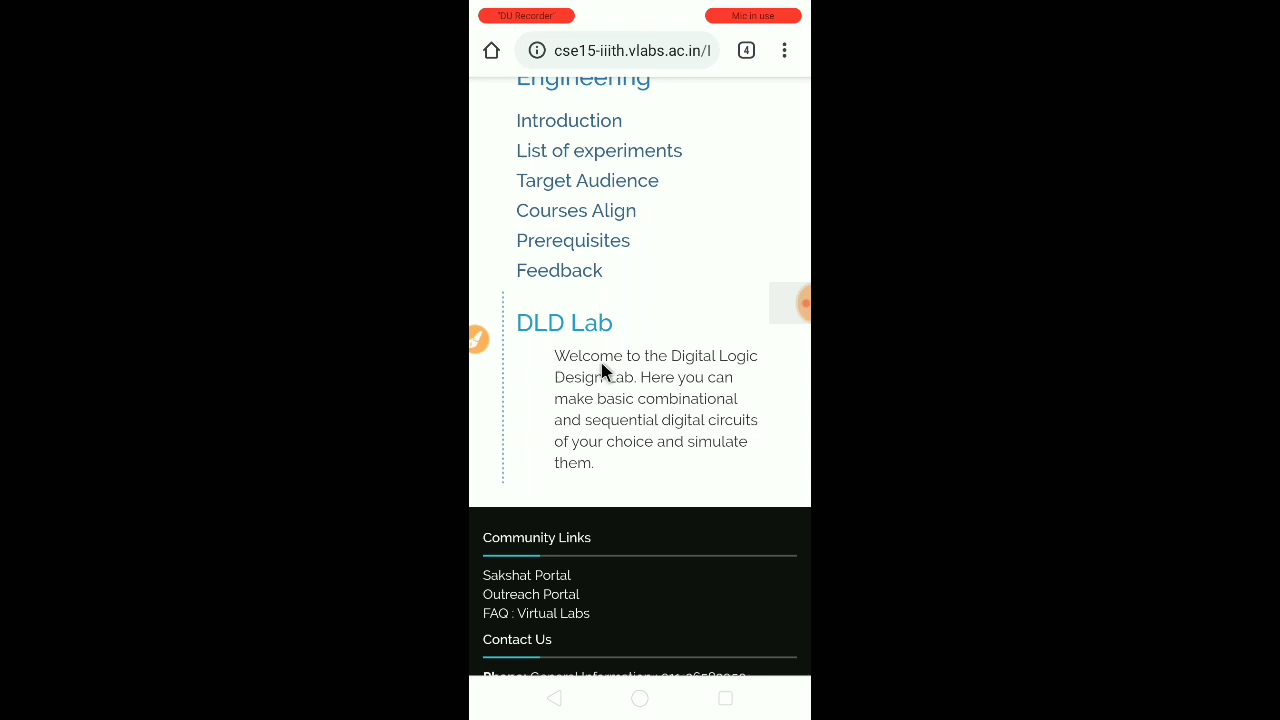 "DU Recorder"
Mic in use
cse15-iiith.vlabs.ac.in/l
4
Engineering
Introduction
List of experiments
Target Audience
Courses Align
Prerequisites
Feedback
DLD Lab
Welcome to the Digital Logic
Design Lab. Here you can
make basic combinational
and sequential digital circuits
of your choice and simulate
them.
Community Links
Sakshat Portal
Outreach Portal
FAQ : Virtual Labs
Contact Us
Phone: General Information :